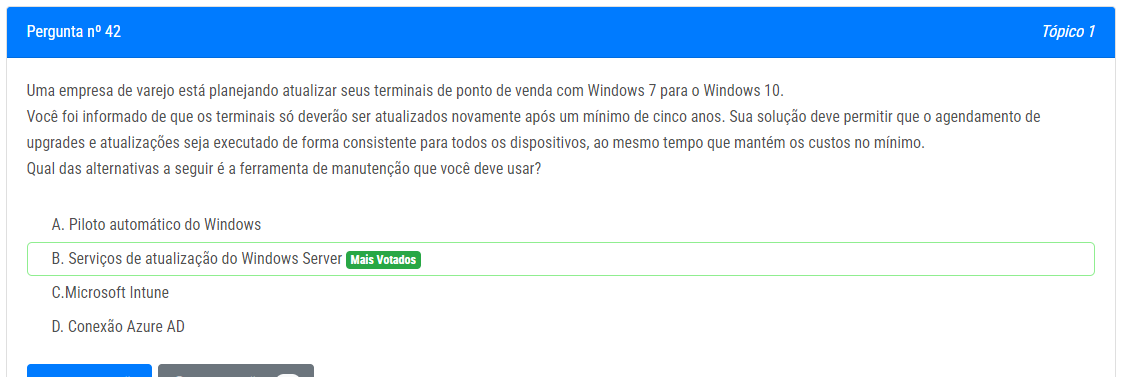 Pergunta nº 42
Tópico 1
Uma empresa de varejo está planejando atualizar seus terminais de ponto de venda com Windows 7 para o Windows 10.
Você foi informado de que os terminais só deverão ser atualizados novamente após um mínimo de cinco anos. Sua solução deve permitir que o agendamento de
upgrades e atualizações seja executado de forma consistente para todos os dispositivos, ao mesmo tempo que mantém os custos no mínimo.
Qual das alternativas a seguir é a ferramenta de manutenção que você deve usar?
A. Piloto automático do Windows
B. Serviços de atualização do Windows Server Mais Votados
C.Microsoft Intune
D. Conexão Azure AD